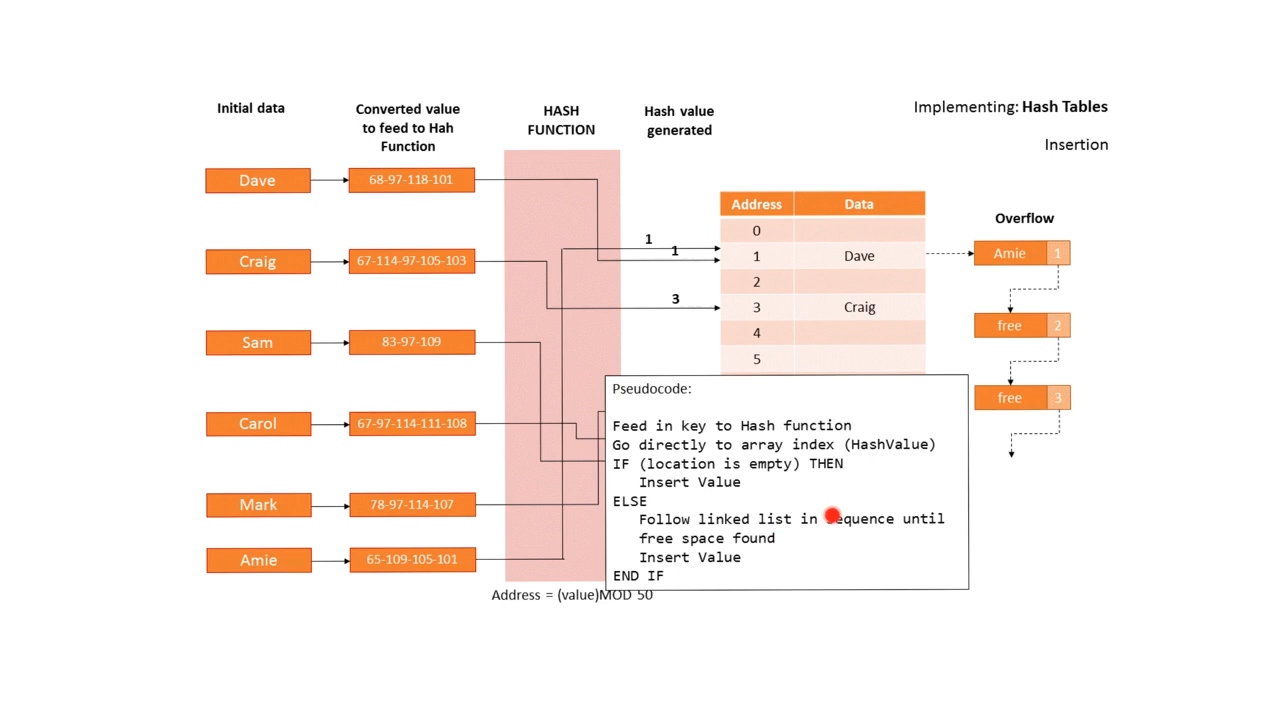 Initial data
Converted value
to feed to Hah
Function
HASH
FUNCTION
Hash value
generated
Implementing: Hash Tables
Insertion
Dave
68-97-118-101
Craig
67-114-97-105-103
Sam
83-97-109
Carol
67-97-114-111-108
Mark
78-97-114-107
Amie
65-109-105-101
1
1
3
Address Data
0
1 Dave
2
3 Craig
4
5
Overflow
Amie 1
free 2
free 3
Pseudocode:
Feed in key to Hash function
Go directly to array index (HashValue)
IF (location is empty) THEN
Insert Value
ELSE
Follow linked list in sequence until
free space found
Insert Value
END IF
Address = (value)MOD 50